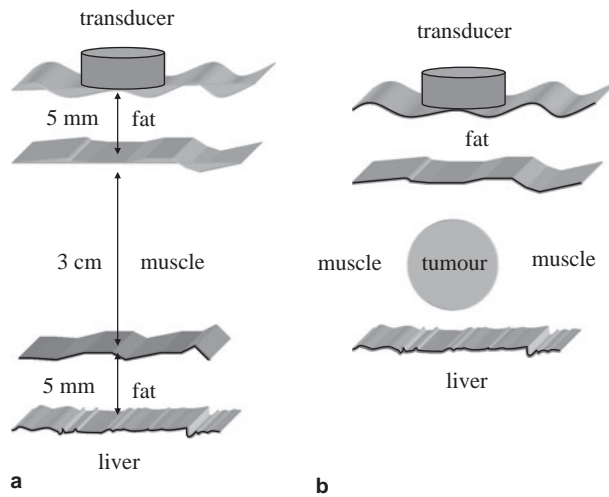 transducer
5 mm fat
3 cm muscle
5 mm fat
liver
a
transducer
fat
muscle tumour muscle
liver
b